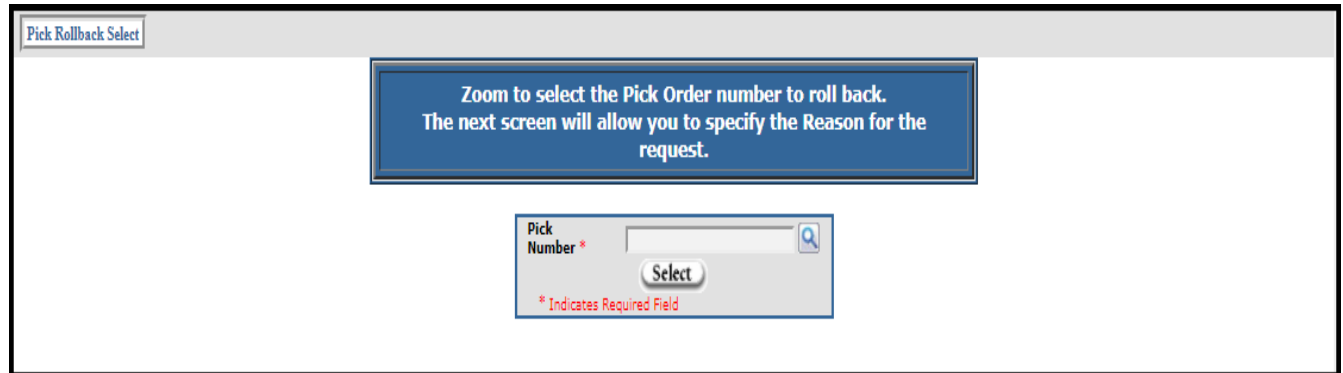 Pick Rollback Select
Zoom to select the Pick Order number to roll back.
The next screen will allow you to specify the Reason for the
request.
Pick
Number *
Select
* Indicates Required Field